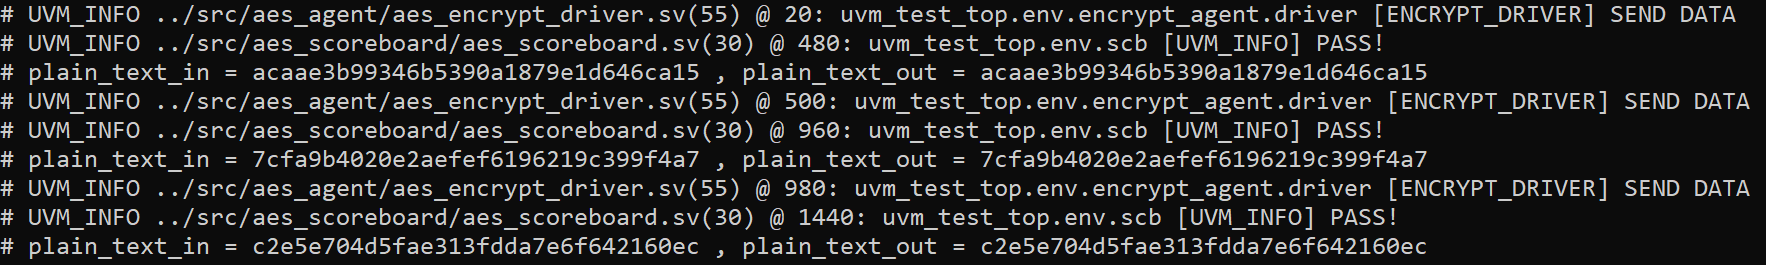 # UVM_INFO ../src/aes_agent/aes_encrypt_driver.sv(55) @ 20: uvm_test_top.env.encrypt_agent.driver [ENCRYPT_DRIVER] SEND DATA
# UVM_INFO ../src/aes_scoreboard/aes_scoreboard.sv(30) @ 480: uvm_test_top.env.scb [UVM_INFO] PASS!
# plain_text_in = acaae3b99346b5390a1879e1d646ca15 , plain_text_out = acaae3b99346b5390a1879e1d646ca15
# UVM_INFO ../src/aes_agent/aes_encrypt_driver.sv(55) @ 500: uvm_test_top.env.encrypt_agent.driver [ENCRYPT_DRIVER] SEND DATA
# UVM_INFO ../src/aes_scoreboard/aes_scoreboard.sv(30) @ 960: uvm_test_top.env.scb [UVM_INFO] PASS!
# plain_text_in = 7cfa9b4020e2aefef6196219c399f4a7 , plain_text_out = 7cfa9b4020e2aefef6196219c399f4a7
# UVM_INFO ../src/aes_agent/aes_encrypt_driver.sv(55) @ 980: uvm_test_top.env.encrypt_agent.driver [ENCRYPT_DRIVER] SEND DATA
# UVM_INFO ../src/aes_scoreboard/aes_scoreboard.sv(30) @ 1440: uvm_test_top.env.scb [UVM_INFO] PASS!
# plain_text_in = c2e5e704d5fae313fdda7e6f642160ec , plain_text_out = c2e5e704d5fae313fdda7e6f642160ec